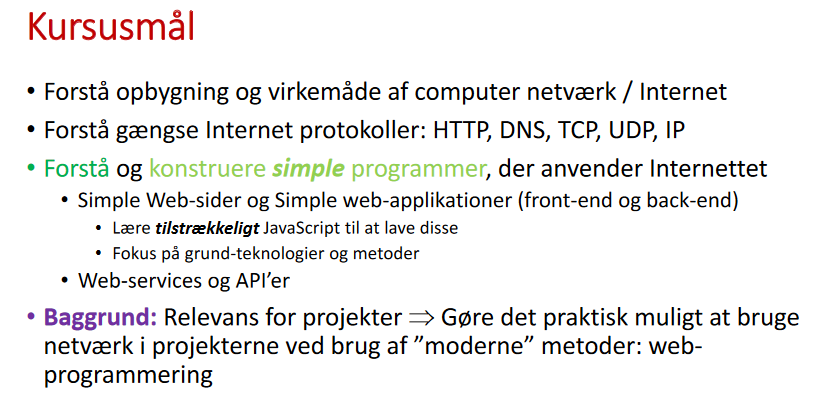 Kursusmål
• Forstå opbygning og virkemåde af computer netværk / Internet
• Forstå gængse Internet protokoller: HTTP, DNS, TCP, UDP, IP
• Forstå og konstruere simple programmer, der anvender Internettet
• Simple Web-sider og Simple web-applikationer (front-end og back-end)
• Lære tilstrækkeligt JavaScript til at lave disse
• Fokus på grund-teknologier og metoder
• Web-services og API’er
• Baggrund: Relevans for projekter ⟹ Gøre det praktisk muligt at bruge
netværk i projekterne ved brug af ”moderne” metoder: web-
programmering